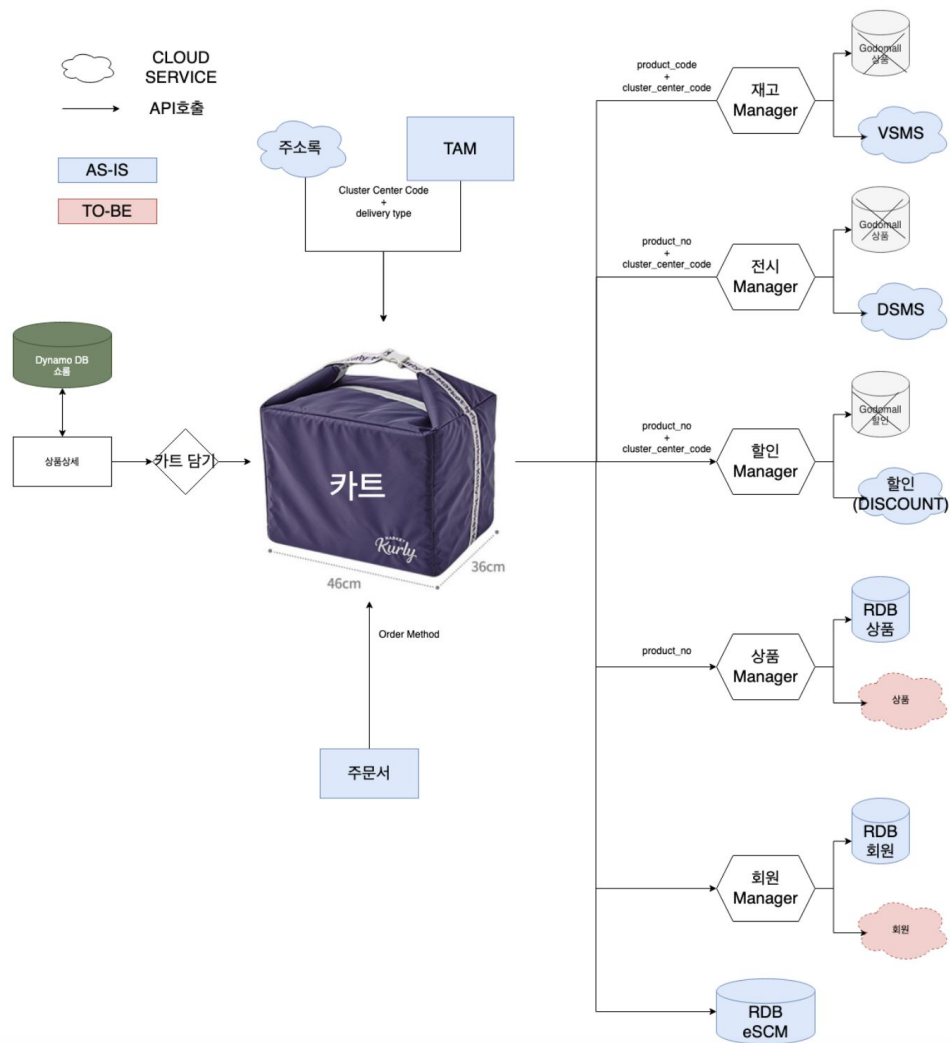 CLOUD
SERVICE
API호출
AS-IS
TO-BE
주소록
TAM
Cluster Center Code
+
delivery type
Dynamo DB
쇼룸
상품상세
카트 담기
카트
MARKET
Kurly
46cm
36cm
Order Method
주문서
product_code
+
cluster_center_code
재고
Manager
Godomall
상품
VSMS
product_no
+
cluster_center_code
전시
Manager
Godomall
상품
DSMS
product_no
+
cluster_center_code
할인
Manager
Godomall
할인
할인
(DISCOUNT)
product_no
상품
Manager
RDB
상품
상품
회원
Manager
RDB
회원
회원
RDB
eSCM